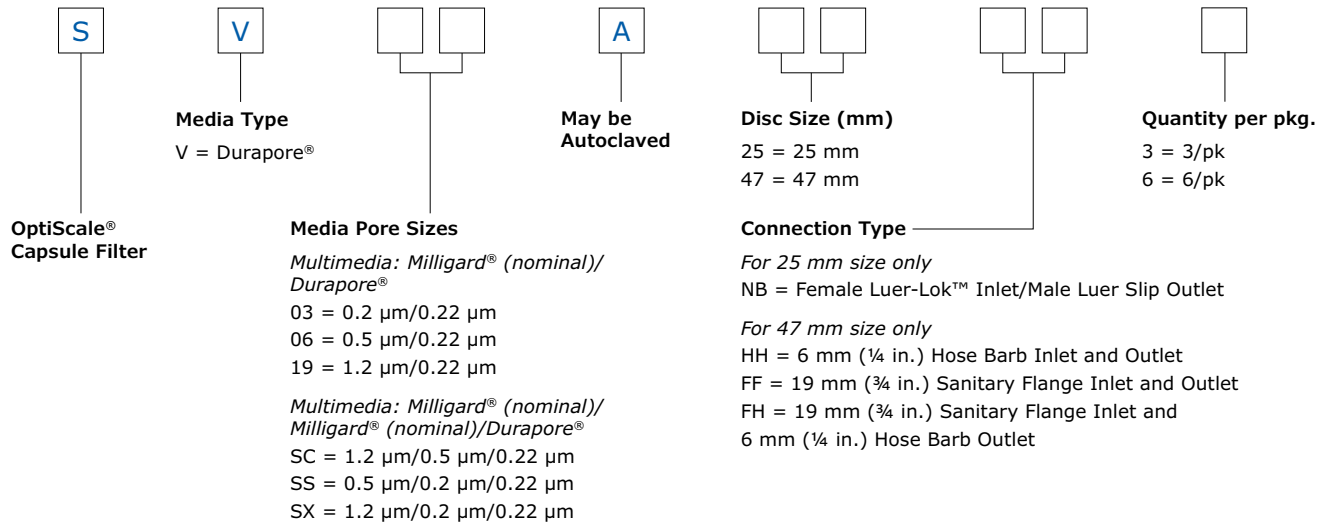 S V A
Media Type
V = Durapore®
May be
Autoclaved
Disc Size (mm)
25 = 25 mm
47 = 47 mm
Quantity per pkg.
3 = 3/pk
6 = 6/pk
OptiScale®
Capsule Filter
Media Pore Sizes
Multimedia: Milligard® (nominal)/
Durapore®
03 = 0.2 µm/0.22 µm
06 = 0.5 µm/0.22 µm
19 = 1.2 µm/0.22 µm
Multimedia: Milligard® (nominal)/
Milligard® (nominal)/Durapore®
SC = 1.2 µm/0.5 µm/0.22 µm
SS = 0.5 µm/0.2 µm/0.22 µm
SX = 1.2 µm/0.2 µm/0.22 µm
Connection Type
For 25 mm size only
NB = Female Luer-Lok™ Inlet/Male Luer Slip Outlet
For 47 mm size only
HH = 6 mm (¼ in.) Hose Barb Inlet and Outlet
FF = 19 mm (¾ in.) Sanitary Flange Inlet and Outlet
FH = 19 mm (¾ in.) Sanitary Flange Inlet and
6 mm (¼ in.) Hose Barb Outlet